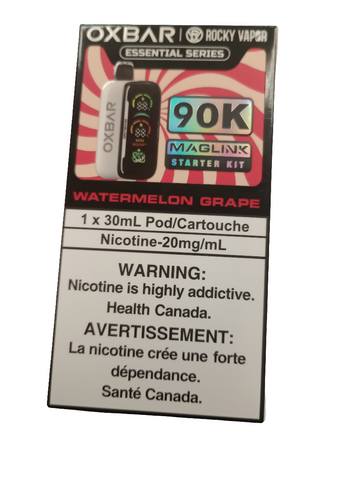 OXBAR | ROCKY VAPOR
ESSENTIAL SERIES
OXBAR
90K
MAGLINK
STARTER KIT
WATERMELON GRAPE
1 x 30mL Pod/Cartouche
Nicotine-20mg/mL
WARNING:
Nicotine is highly addictive.
Health Canada.
AVERTISSEMENT:
La nicotine crée une forte
dépendance.
Santé Canada.